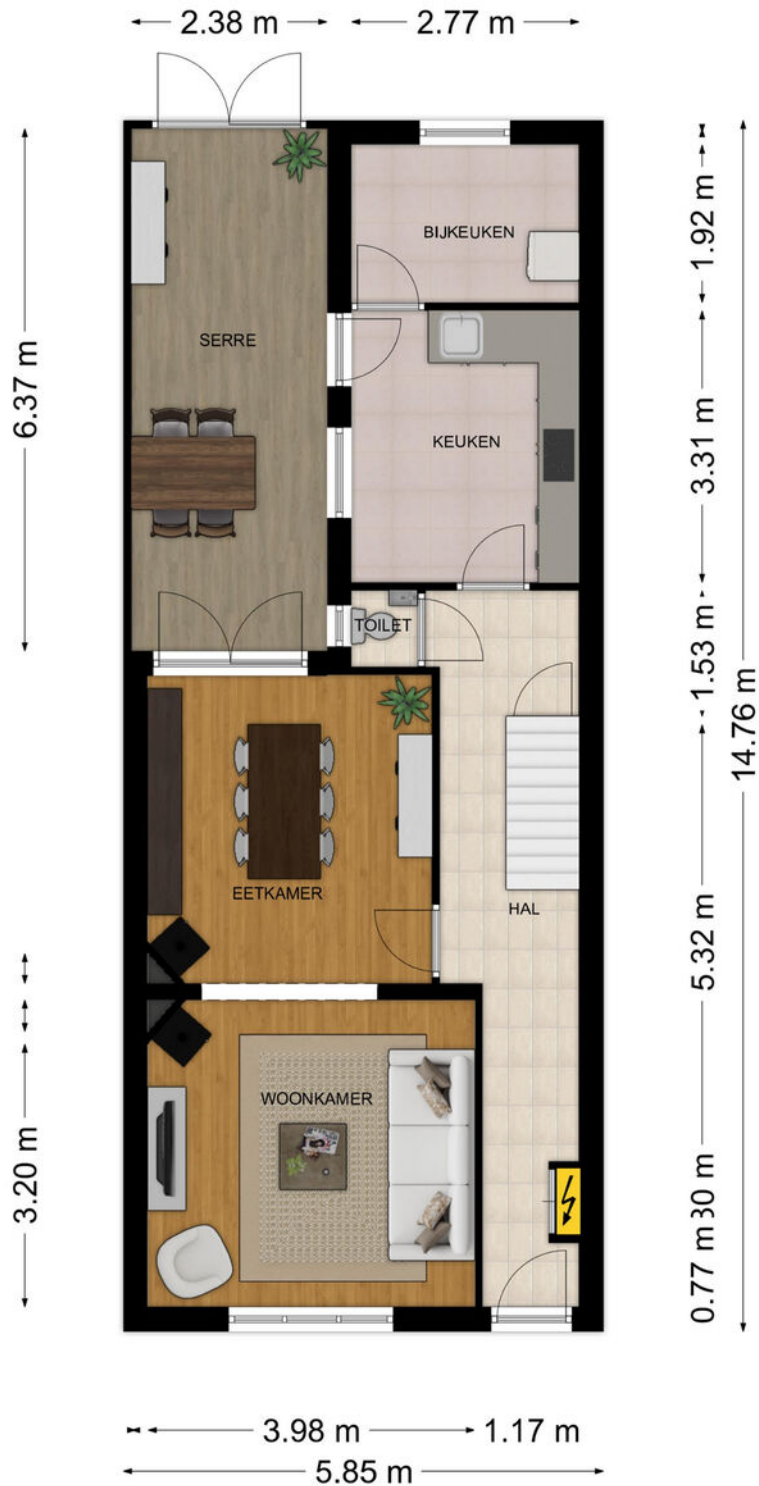 2.38 m
2.77 m
BIJKEUKEN
1.92 m
SERRE
6.37 m
KEUKEN
3.31 m
TOILET
1.53 m
14.76 m
EETKAMER
HAL
5.32 m
WOONKAMER
3.20 m
30 m
0.77 m
3.98 m
1.17 m
5.85 m